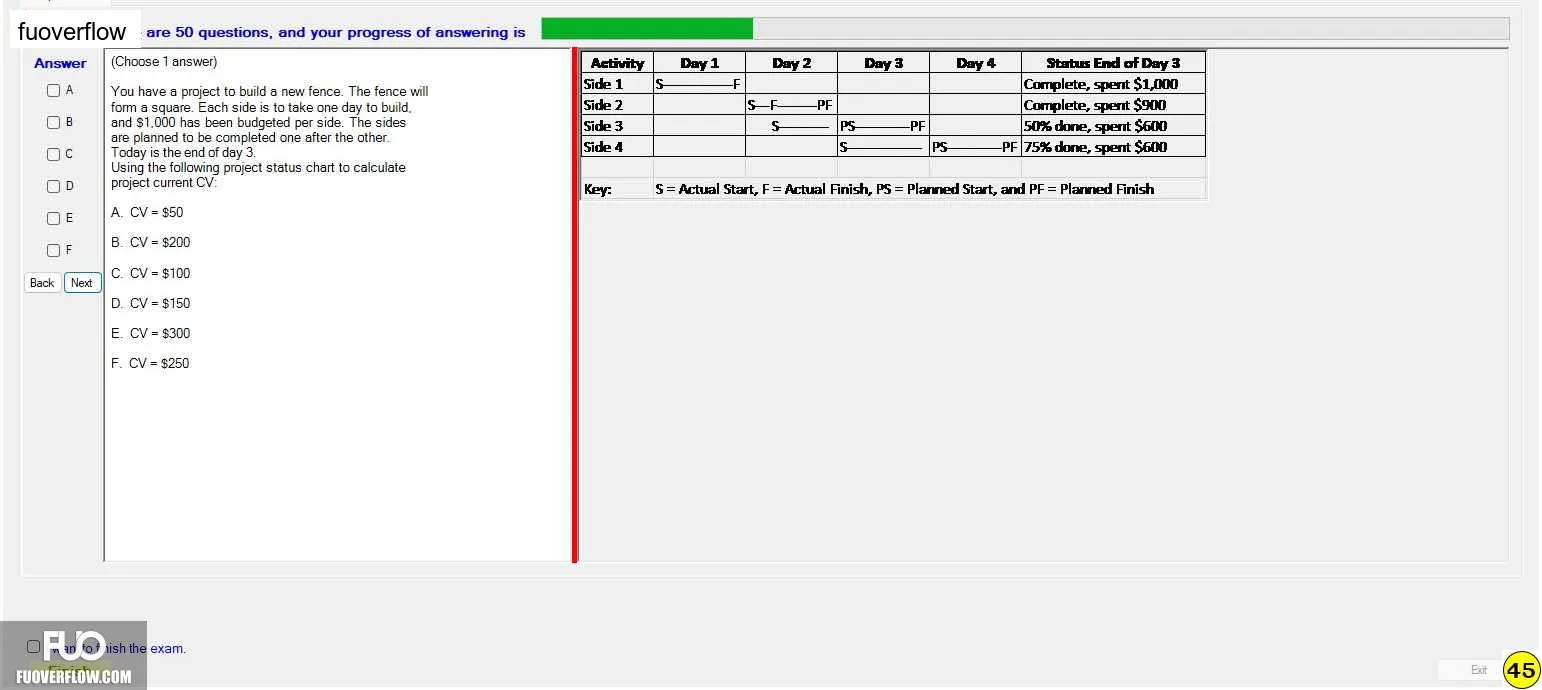 fuoverflow are 50 questions, and your progress of answering is
Answer
A
B
C
D
E
F
Back Next
(Choose 1 answer)
You have a project to build a new fence. The fence will
form a square. Each side is to take one day to build,
and $1,000 has been budgeted per side. The sides
are planned to be completed one after the other.
Today is the end of day 3.
Using the following project status chart to calculate
project current CV:
A. CV = $50
B. CV = $200
C. CV = $100
D. CV = $150
E. CV = $300
F. CV = $250
Activity Day 1 Day 2 Day 3 Day 4 Status End of Day 3
Side 1 S———F Complete, spent $1,000
Side 2 S—F——PF Complete, spent $900
Side 3 S—— PS———PF 50% done, spent $600
Side 4 S——— PS———PF 75% done, spent $600
Key: S = Actual Start, F = Actual Finish, PS = Planned Start, and PF = Planned Finish
the exam.
FUO
FUOVERFLOW.COM
Exit 45